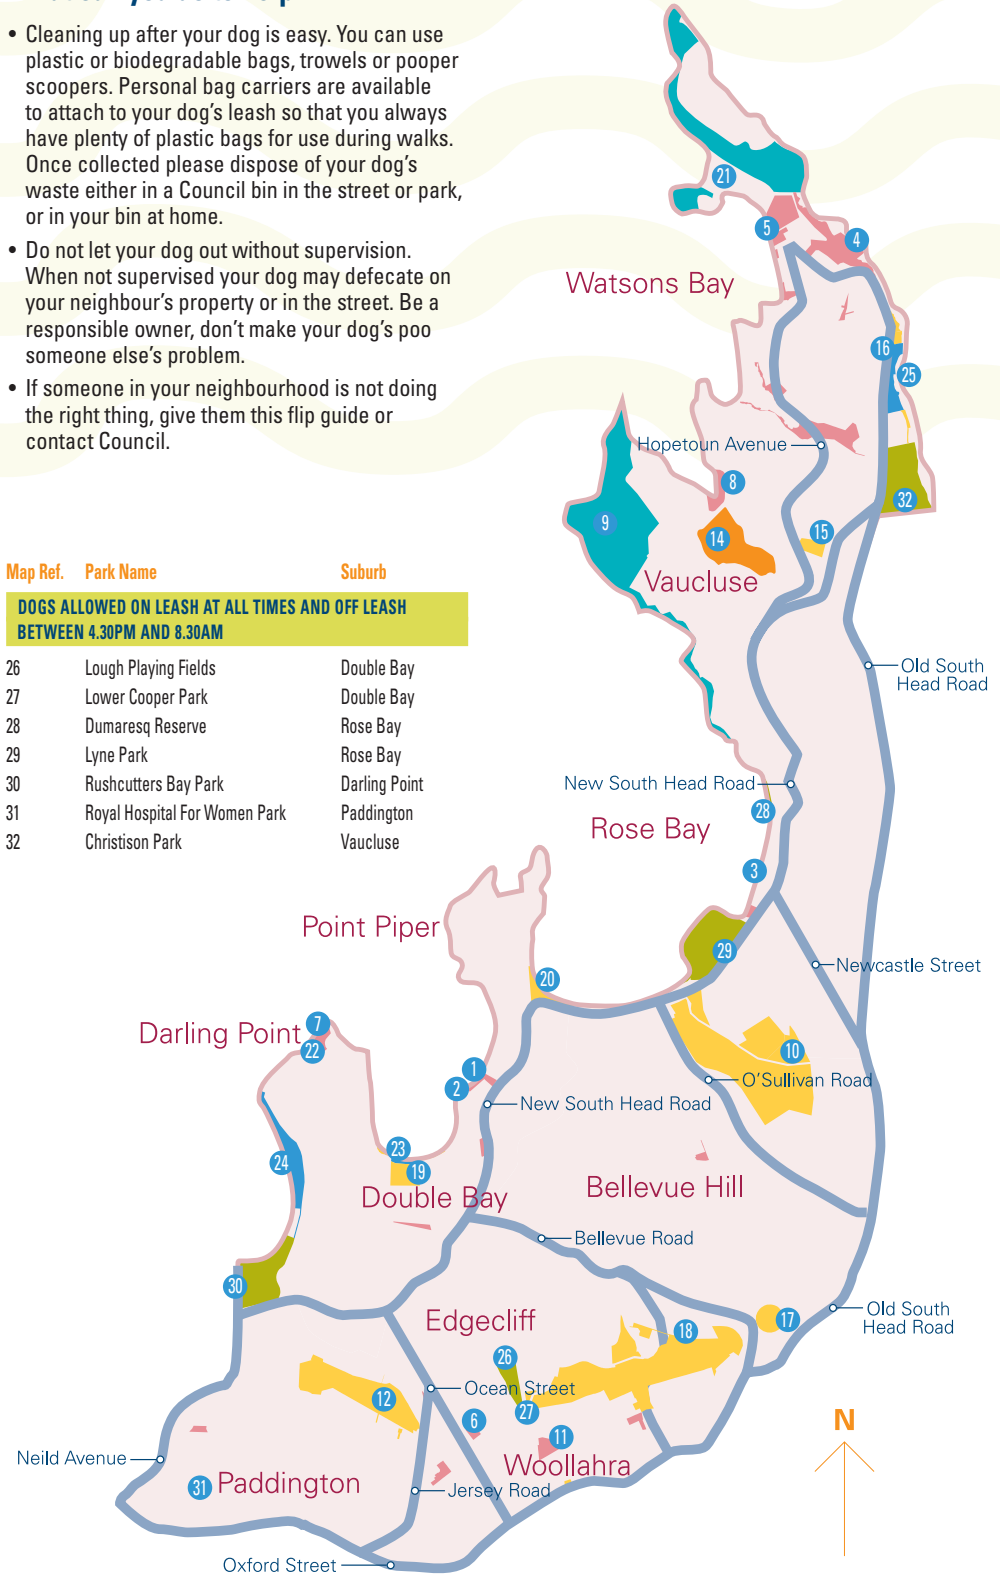 • Cleaning up after your dog is easy. You can use
plastic or biodegradable bags, trowels or pooper
scoopers. Personal bag carriers are available
to attach to your dog's leash so that you always
have plenty of plastic bags for use during walks.
Once collected please dispose of your dog's
waste either in a Council bin in the street or park,
or in your bin at home.
• Do not let your dog out without supervision.
When not supervised your dog may defecate on
your neighbour's property or in the street. Be a
responsible owner, don't make your dog's poo
someone else's problem.
• If someone in your neighbourhood is not doing
the right thing, give them this flip guide or
contact Council.
Map Ref. Park Name Suburb
DOGS ALLOWED ON LEASH AT ALL TIMES AND OFF LEASH
BETWEEN 4.30PM AND 8.30AM
26 Lough Playing Fields Double Bay
27 Lower Cooper Park Double Bay
28 Dumaresq Reserve Rose Bay
29 Lyne Park Rose Bay
30 Rushcutters Bay Park Darling Point
31 Royal Hospital For Women Park Paddington
32 Christison Park Vaucluse
21
5
4
Watsons Bay
16
25
Hopetoun Avenue
8
32
9
14
15
Vaucluse
Old South
Head Road
New South Head Road
28
Rose Bay
3
Point Piper
29
Newcastle Street
20
7
Darling Point
22
10
1
O'Sullivan Road
2
New South Head Road
23
24
19
Double Bay
Bellevue Hill
Bellevue Road
30
Old South
Head Road
17
Edgecliff
18
26
Ocean Street
12
27
6
11
N
Neild Avenue
Woollahra
31
Paddington
Jersey Road
Oxford Street